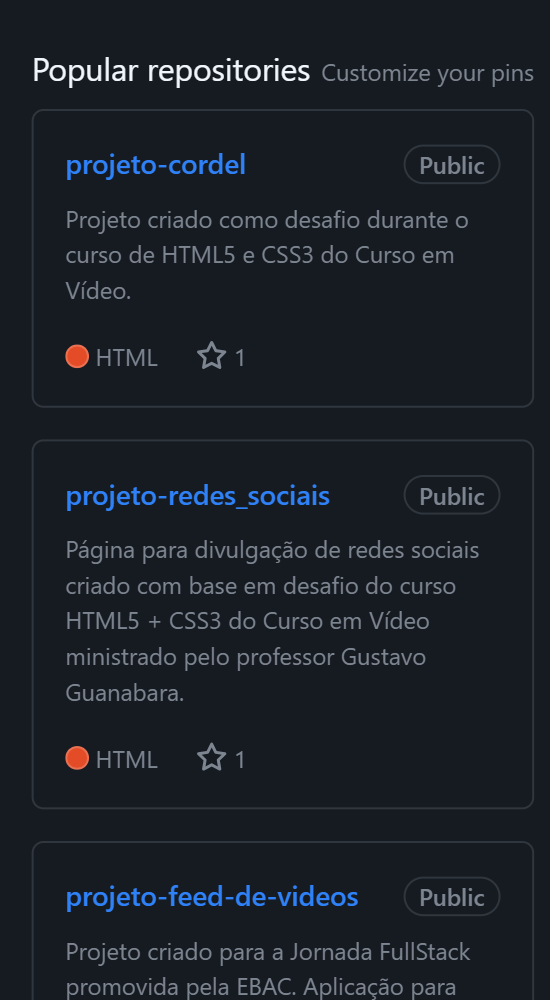 Popular repositories Customize your pins
projeto-cordel Public
Projeto criado como desafio durante o
curso de HTML5 e CSS3 do Curso em
Vídeo.
HTML 1
projeto-redes_sociais Public
Página para divulgação de redes sociais
criado com base em desafio do curso
HTML5 + CSS3 do Curso em Vídeo
ministrado pelo professor Gustavo
Guanabara.
HTML 1
projeto-feed-de-videos Public
Projeto criado para a Jornada FullStack
promovida pela EBAC. Aplicação para